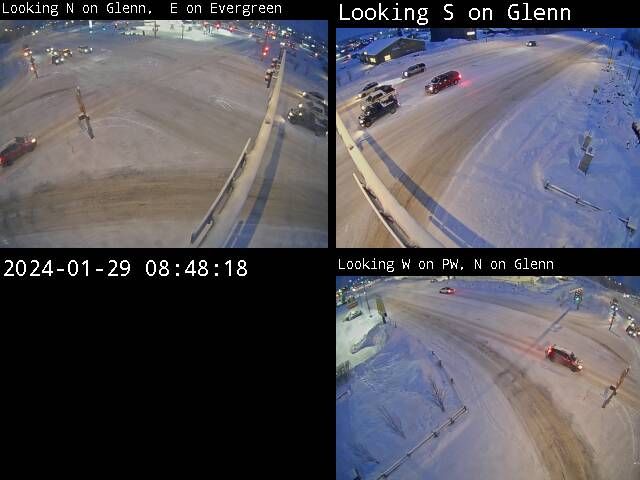 Looking N on Glenn,  E on Evergreen
Looking S on Glenn
2024-01-29 08:48:18
Looking W on PW, N on Glenn